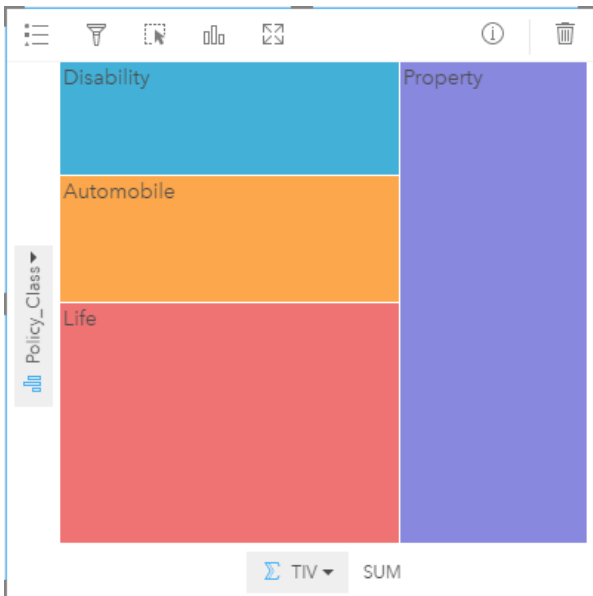 Disability
Property
Automobile
Life
Policy_Class
TIV SUM